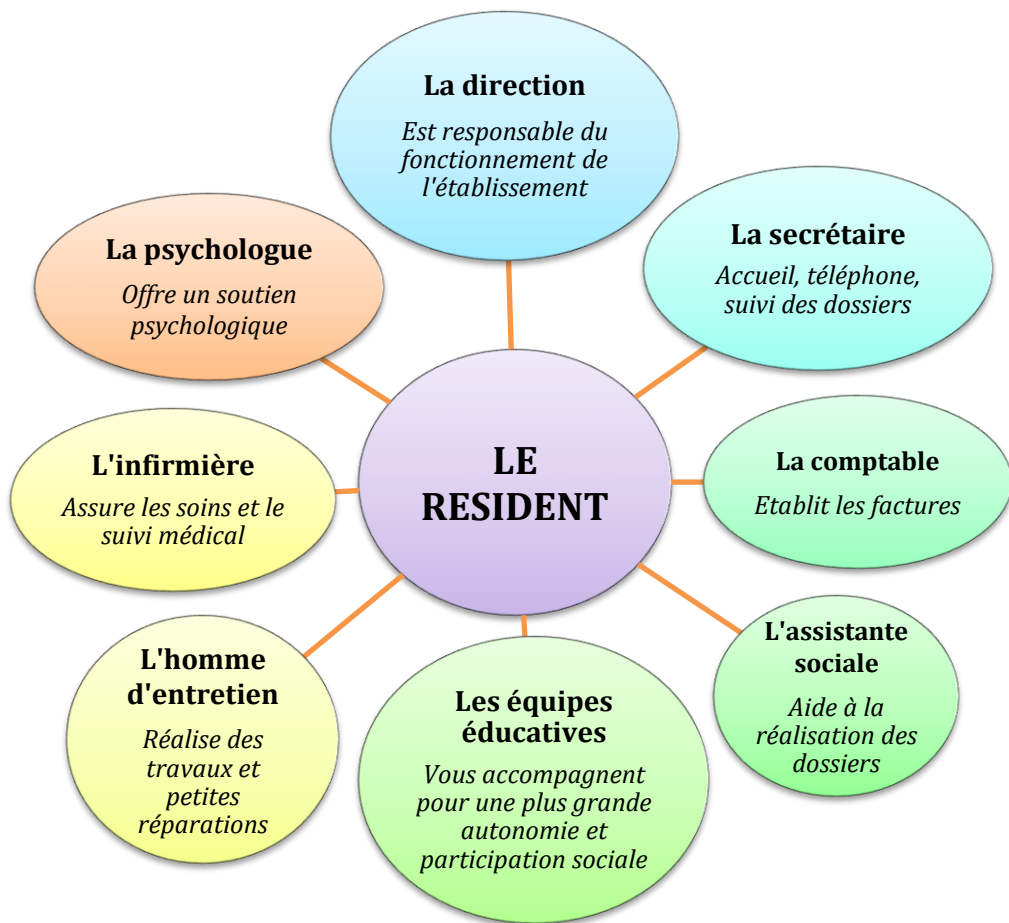 La direction
Est responsable du
fonctionnement de
l'établissement
La secrétaire
Accueil, téléphone,
suivi des dossiers
La comptable
Etablit les factures
L'assistante
sociale
Aide à la
réalisation des
dossiers
Les équipes
éducatives
Vous accompagnent
pour une plus grande
autonomie et
participation sociale
L'homme
d'entretien
Réalise des
travaux et
petites
réparations
L'infirmière
Assure les soins et le
suivi médical
La psychologue
Offre un soutien
psychologique
LE
RESIDENT